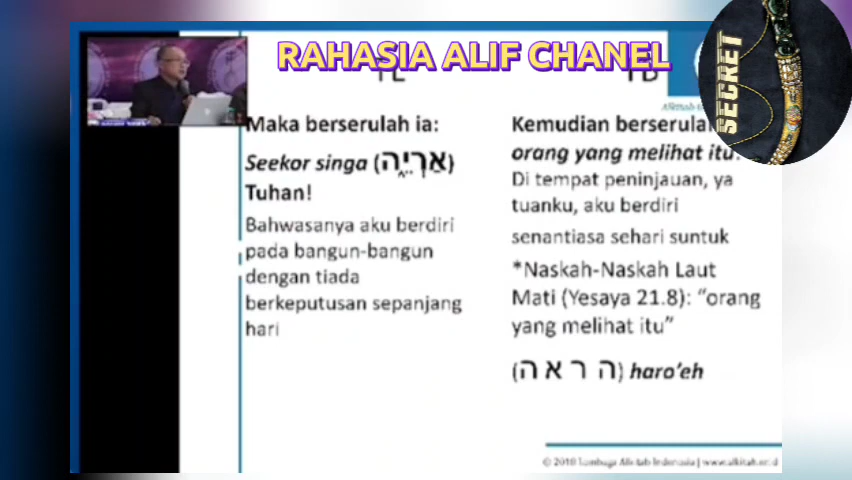 RAHASIA ALIF CHANEL
SECRET
TL
TB
Maka berserulah ia:
Seekor singa (אַרְיֵ֑ה)
Tuhan!
Bahwasanya aku berdiri
pada bangun-bangun
dengan tiada
berkeputusan sepanjang
hari
Kemudian berserulah
orang yang melihat itu:
Di tempat peninjauan, ya
tuanku, aku berdiri
senantiasa sehari suntuk
*Naskah-Naskah Laut
Mati (Yesaya 21.8): “orang
yang melihat itu”
(ה ר א ה) haro’eh
© 2010 Lembaga Alkitab Indonesia | www.alkitab.or.id